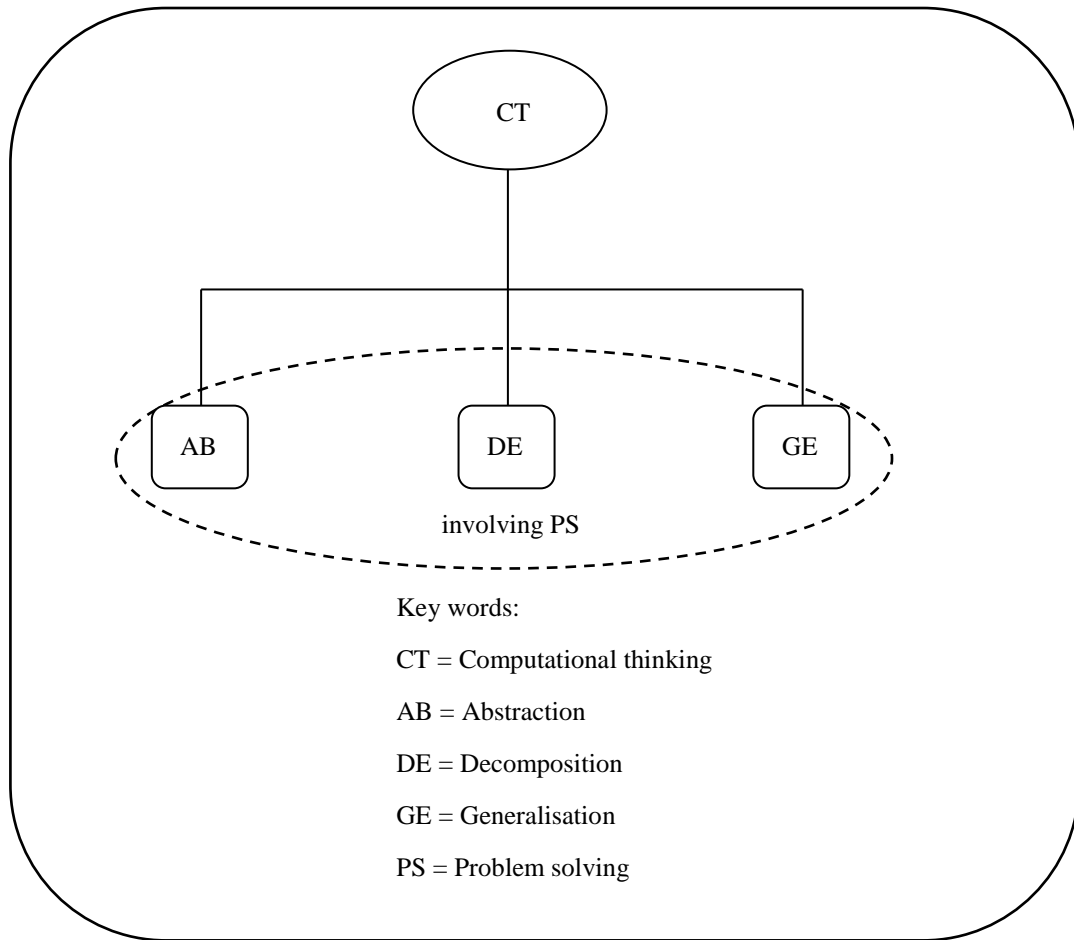 CT
AB
DE
GE
involving PS
Key words:
CT = Computational thinking
AB = Abstraction
DE = Decomposition
GE = Generalisation
PS = Problem solving